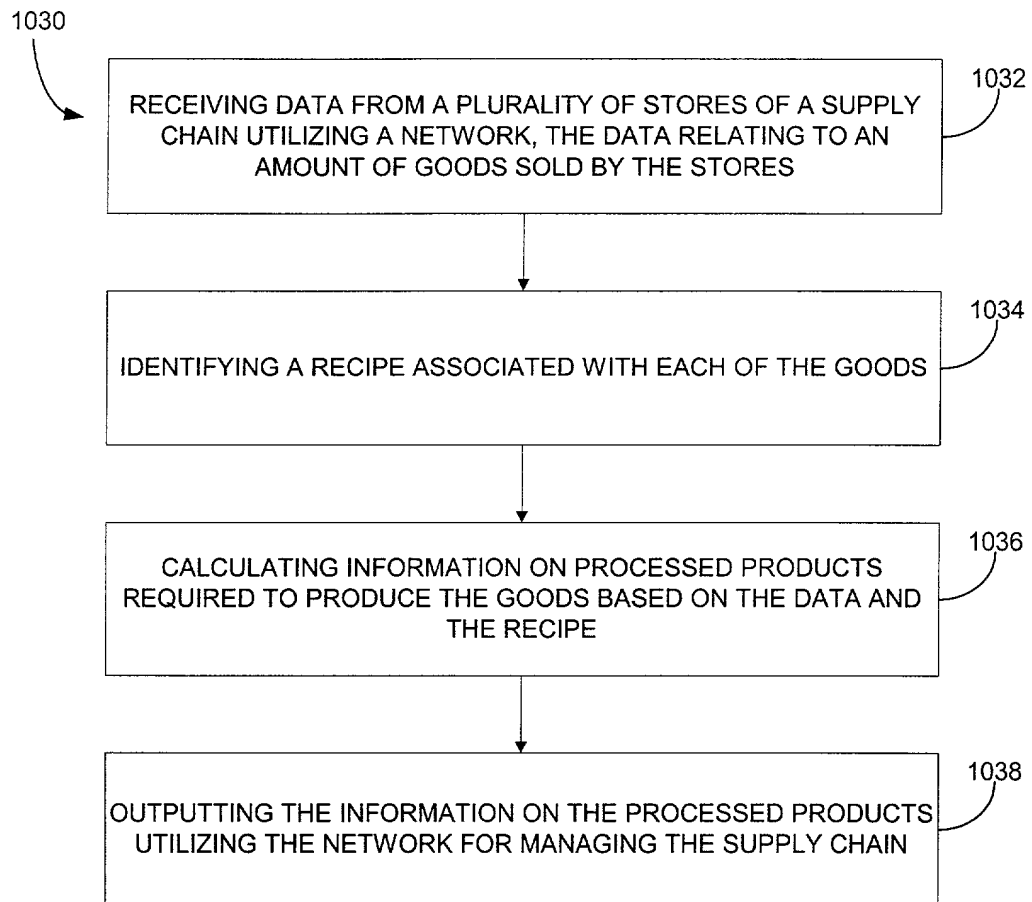 1030
1032
RECEIVING DATA FROM A PLURALITY OF STORES OF A SUPPLY
CHAIN UTILIZING A NETWORK, THE DATA RELATING TO AN
AMOUNT OF GOODS SOLD BY THE STORES
1034
IDENTIFYING A RECIPE ASSOCIATED WITH EACH OF THE GOODS
1036
CALCULATING INFORMATION ON PROCESSED PRODUCTS
REQUIRED TO PRODUCE THE GOODS BASED ON THE DATA AND
THE RECIPE
1038
OUTPUTTING THE INFORMATION ON THE PROCESSED PRODUCTS
UTILIZING THE NETWORK FOR MANAGING THE SUPPLY CHAIN